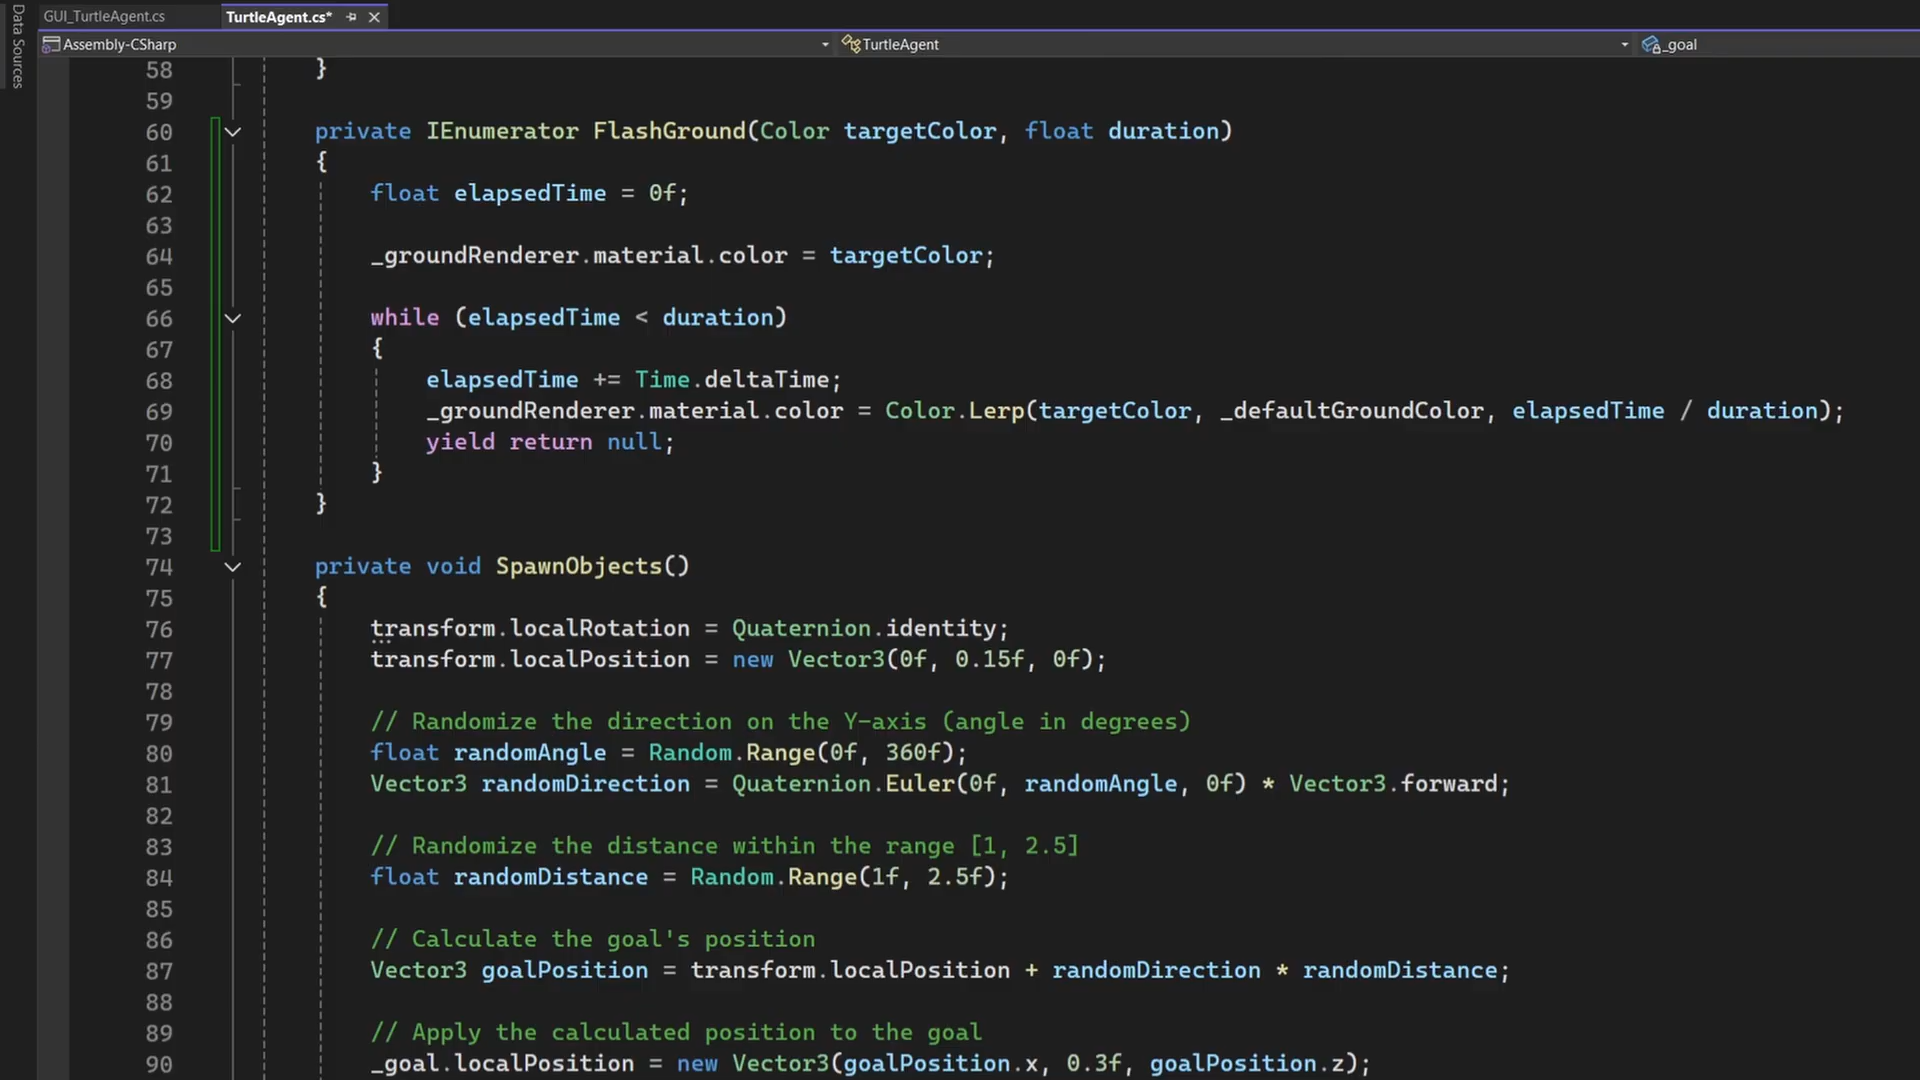 Data Sources
GUI_TurtleAgent.cs
TurtleAgent.cs*
Assembly-CSharp
TurtleAgent
_goal
58 }
59
60 private IEnumerator FlashGround(Color targetColor, float duration)
61 {
62 float elapsedTime = 0f;
63
64 _groundRenderer.material.color = targetColor;
65
66 while (elapsedTime < duration)
67 {
68 elapsedTime += Time.deltaTime;
69 _groundRenderer.material.color = Color.Lerp(targetColor, _defaultGroundColor, elapsedTime / duration);
70 yield return null;
71 }
72 }
73
74 private void SpawnObjects()
75 {
76 transform.localRotation = Quaternion.identity;
77 transform.localPosition = new Vector3(0f, 0.15f, 0f);
78
79 // Randomize the direction on the Y-axis (angle in degrees)
80 float randomAngle = Random.Range(0f, 360f);
81 Vector3 randomDirection = Quaternion.Euler(0f, randomAngle, 0f) * Vector3.forward;
82
83 // Randomize the distance within the range [1, 2.5]
84 float randomDistance = Random.Range(1f, 2.5f);
85
86 // Calculate the goal's position
87 Vector3 goalPosition = transform.localPosition + randomDirection * randomDistance;
88
89 // Apply the calculated position to the goal
90 _goal.localPosition = new Vector3(goalPosition.x, 0.3f, goalPosition.z);